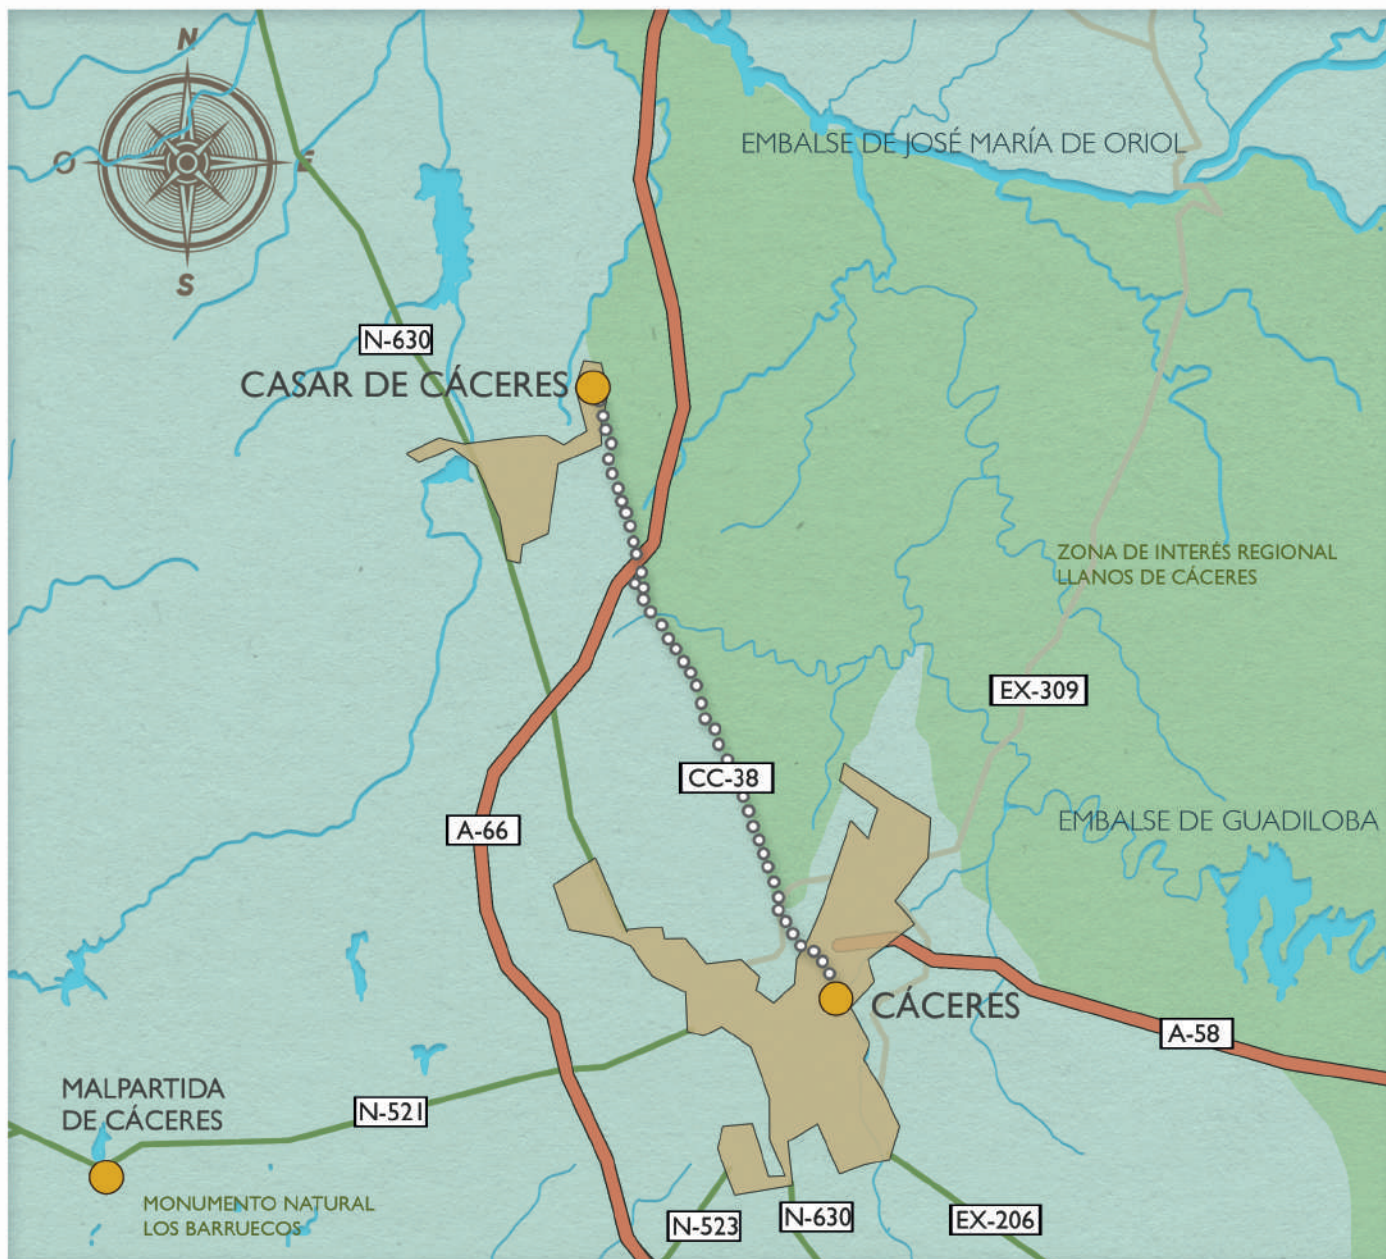 N
O
E
S
EMBALSE DE JOSÉ MARÍA DE ORIOL
N-630
CASAR DE CÁCERES
ZONA DE INTERÉS REGIONAL
LLANOS DE CÁCERES
EX-309
CC-38
A-66
EMBALSE DE GUADILOBA
CÁCERES
A-58
MALPARTIDA
DE CÁCERES
N-521
MONUMENTO NATURAL
LOS BARRUECOS
N-523
N-630
EX-206